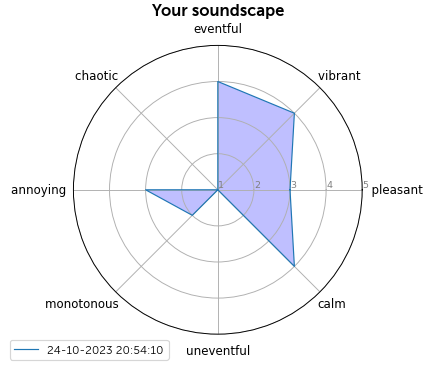 Your soundscape
eventful
chaotic
vibrant
annoying
1
2
3
4
5
pleasant
monotonous
calm
uneventful
24-10-2023 20:54:10